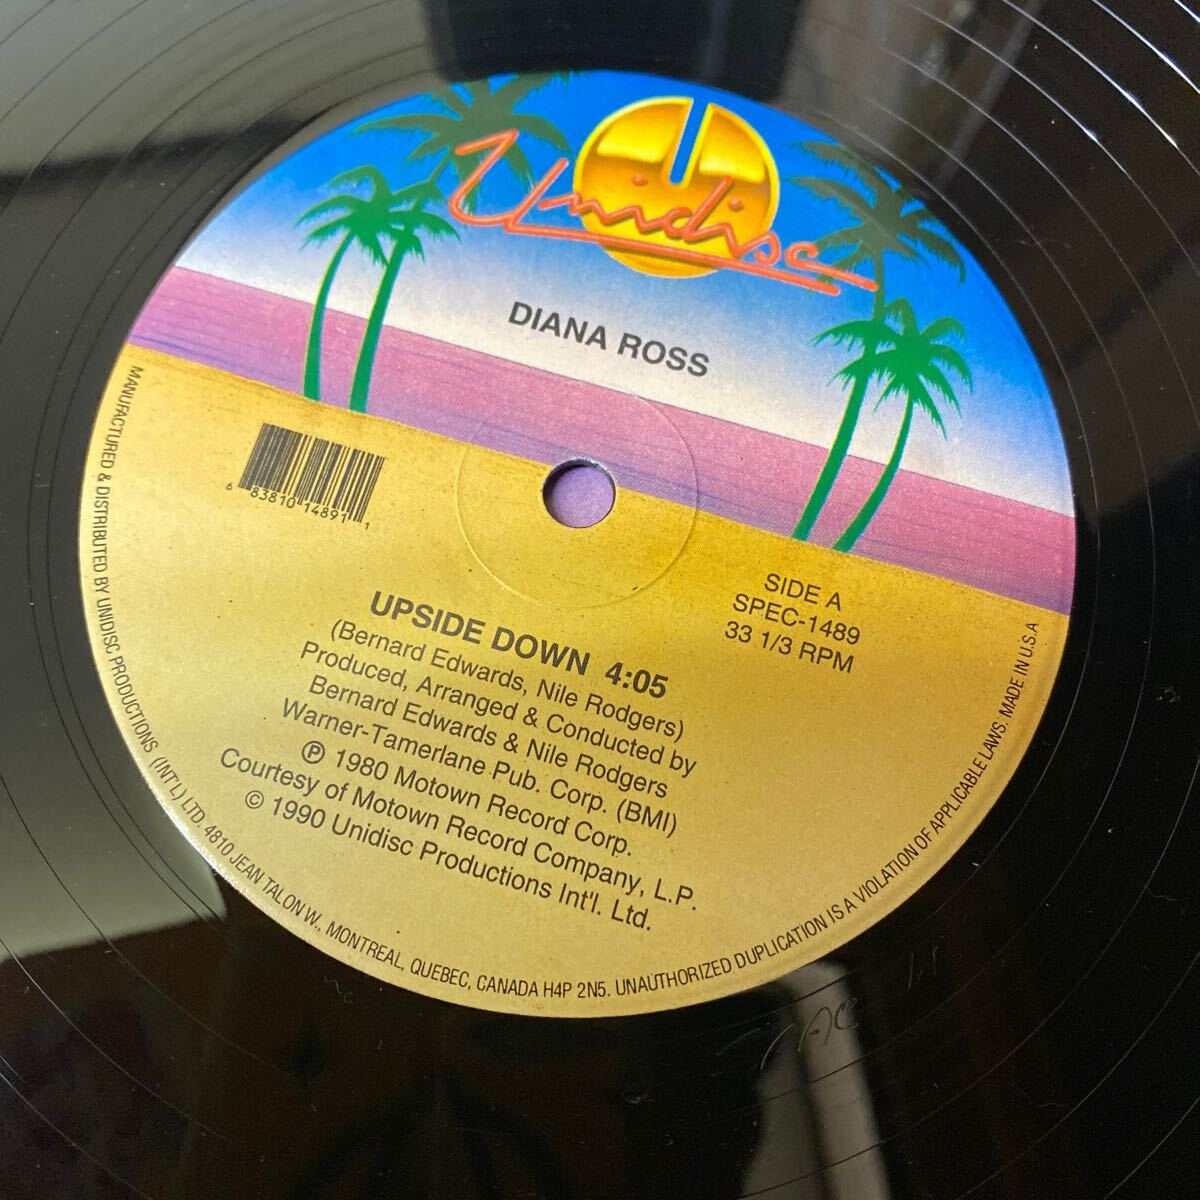 Unidisc
DIANA ROSS
6 83810 14891 1
SIDE A
SPEC-1489
33 1/3 RPM
UPSIDE DOWN 4:05
(Bernard Edwards, Nile Rodgers)
Produced, Arranged & Conducted by
Bernard Edwards & Nile Rodgers
Warner-Tamerlane Pub. Corp. (BMI)
℗ 1980 Motown Record Corp.
Courtesy of Motown Record Company, L.P.
© 1990 Unidisc Productions Int'l. Ltd.
MANUFACTURED & DISTRIBUTED BY UNIDISC PRODUCTIONS (INT'L) LTD. 4810 JEAN TALON W., MONTREAL, QUEBEC, CANADA H4P 2N5. UNAUTHORIZED DUPLICATION IS A VIOLATION OF APPLICABLE LAWS. MADE IN U.S.A